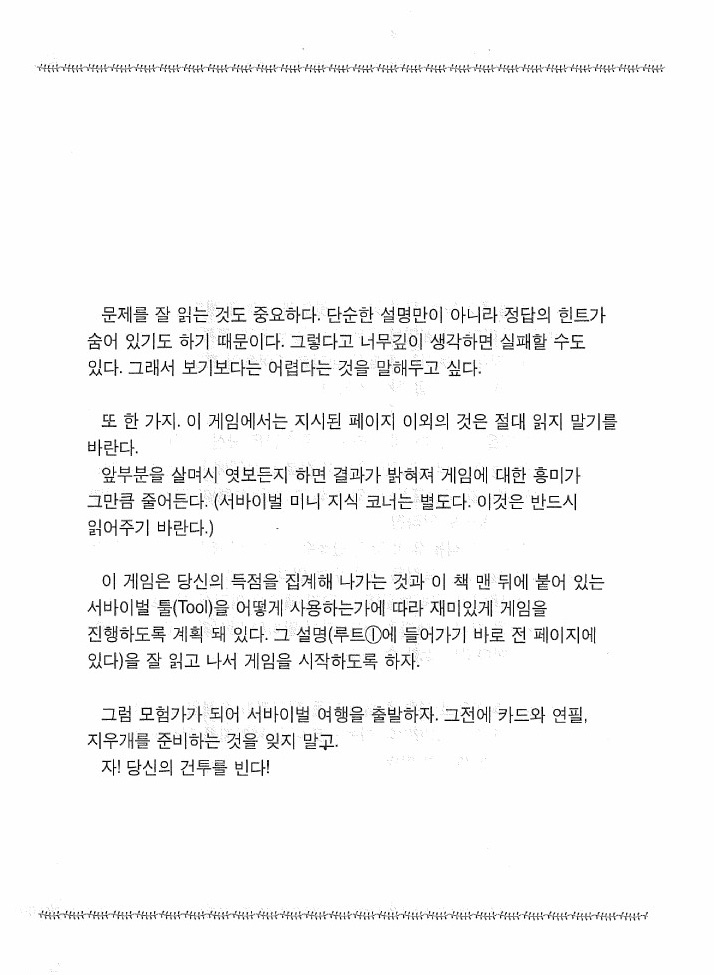 문제를 잘 읽는 것도 중요하다. 단순한 설명만이 아니라 정답의 힌트가
숨어 있기도 하기 때문이다. 그렇다고 너무깊이 생각하면 실패할 수도
있다. 그래서 보기보다는 어렵다는 것을 말해두고 싶다.
또 한 가지. 이 게임에서는 지시된 페이지 이외의 것은 절대 읽지 말기를
바란다.
앞부분을 살며시 엿보든지 하면 결과가 밝혀져 게임에 대한 흥미가
그만큼 줄어든다. (서바이벌 미니 지식 코너는 별도다. 이것은 반드시
읽어주기 바란다.)
이 게임은 당신의 득점을 집계해 나가는 것과 이 책 맨 뒤에 붙어 있는
서바이벌 툴(Tool)을 어떻게 사용하는가에 따라 재미있게 게임을
진행하도록 계획 돼 있다. 그 설명(루트Ⓘ에 들어가기 바로 전 페이지에
있다)을 잘 읽고 나서 게임을 시작하도록 하자.
그럼 모험가가 되어 서바이벌 여행을 출발하자. 그전에 카드와 연필,
지우개를 준비하는 것을 잊지 말고.
자! 당신의 건투를 빈다!